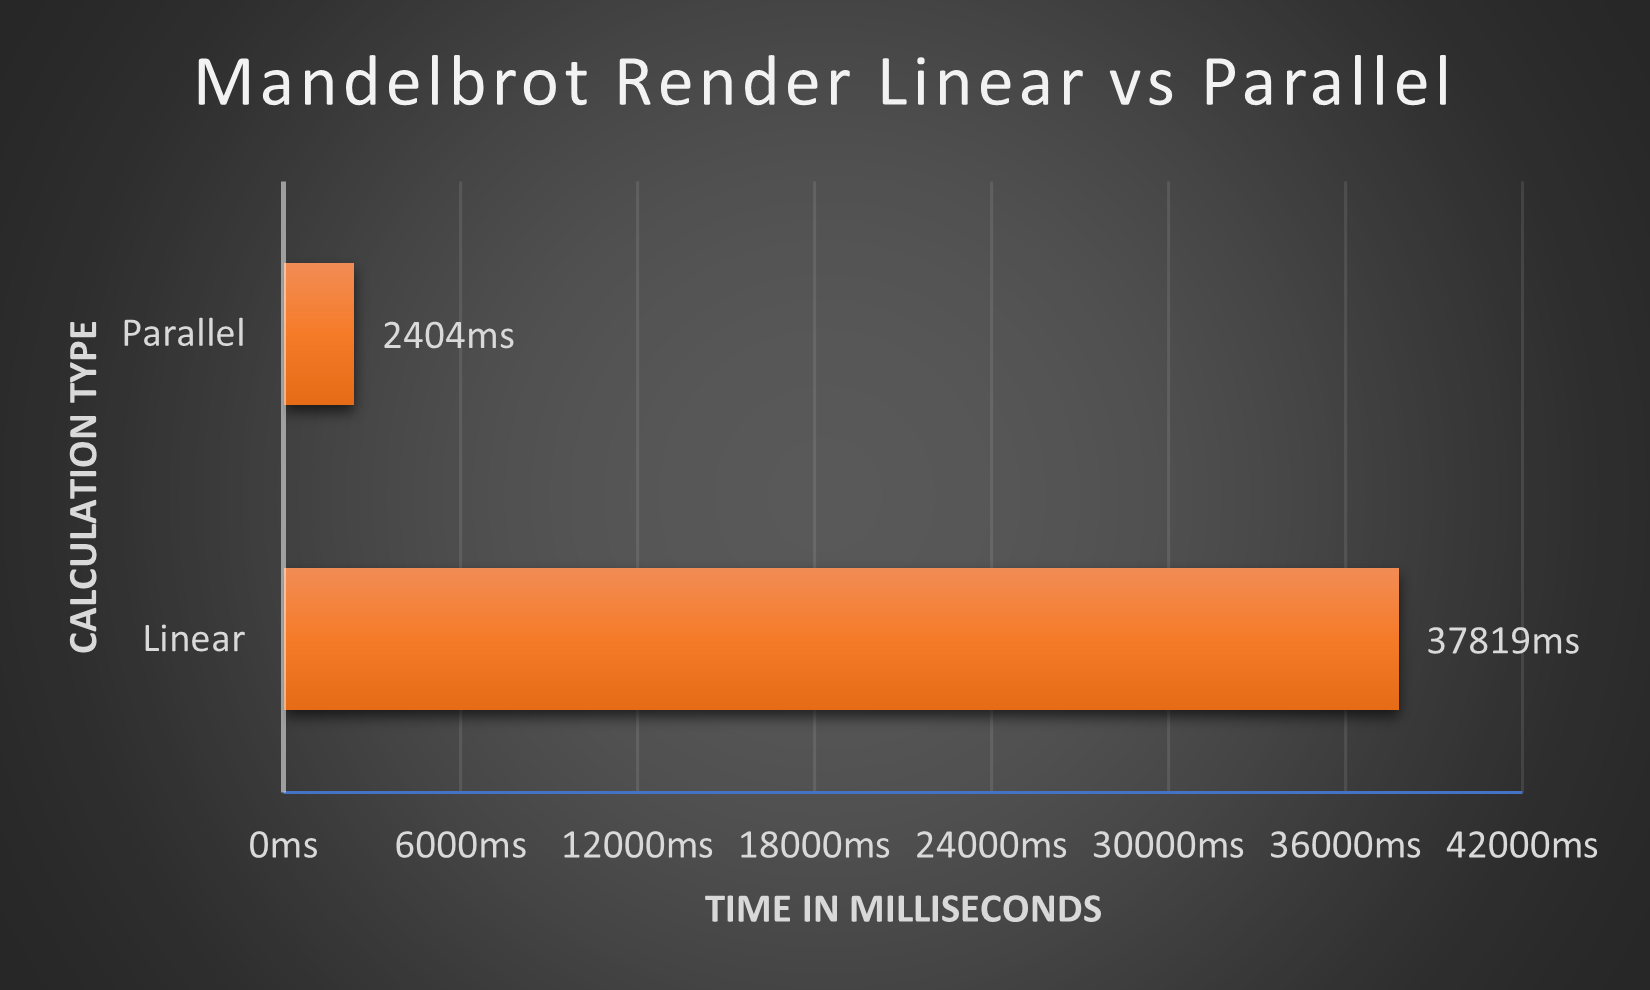 Mandelbrot Render Linear vs Parallel
CALCULATION TYPE
Parallel
2404ms
Linear
37819ms
0ms 6000ms 12000ms 18000ms 24000ms 30000ms 36000ms 42000ms
TIME IN MILLISECONDS